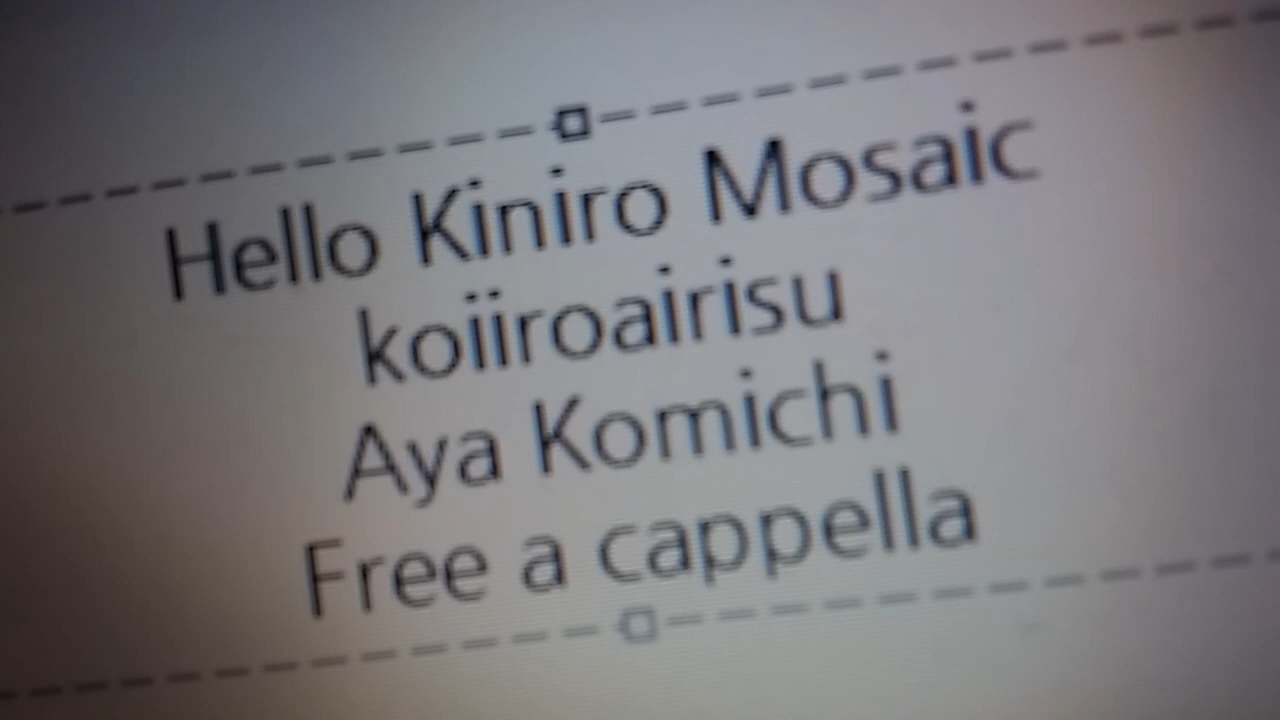 Hello Kiniro Mosaic
koiiroairisu
Aya Komichi
Free a cappella